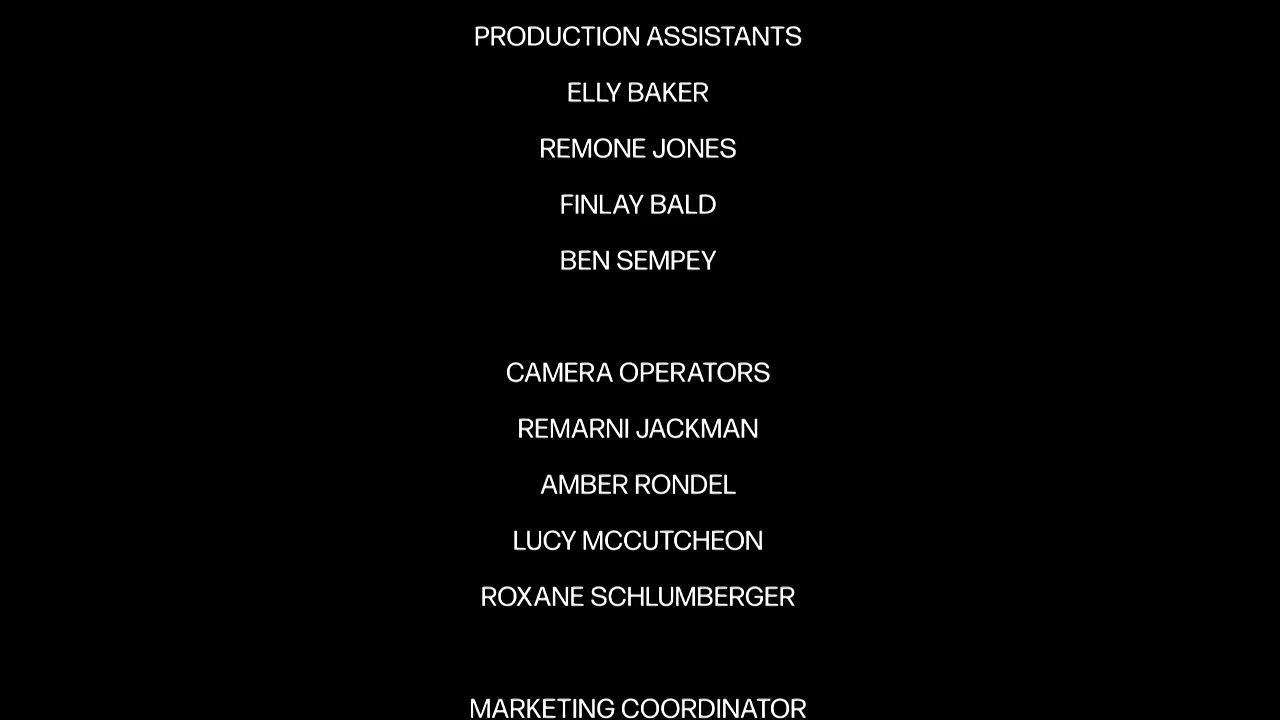 PRODUCTION ASSISTANTS
ELLY BAKER
REMONE JONES
FINLAY BALD
BEN SEMPEY
CAMERA OPERATORS
REMARNI JACKMAN
AMBER RONDEL
LUCY MCCUTCHEON
ROXANE SCHLUMBERGER
MARKETING COORDINATOR